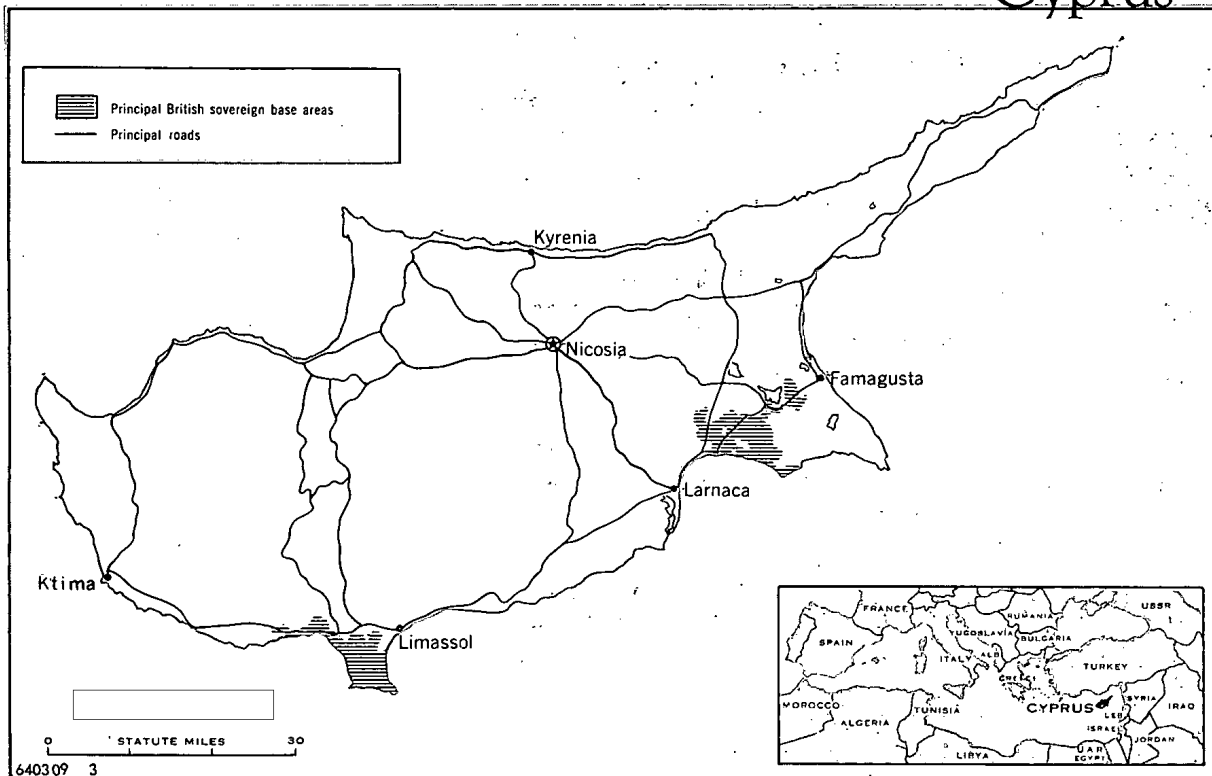 Cyprus
Principal British sovereign base areas
Principal roads
Kyrenia
Nicosia
Famagusta
Larnaca
Ktima
Limassol
FRANCE
RUMANIA
USSR
SPAIN
YUGOSLAVIA
BULGARIA
ITALY
ALB
GREECE
TURKEY
MOROCCO
ALGERIA
TUNISIA
CYPRUS
SYRIA
IRAQ
LEB
ISRAEL
JORDAN
LIBYA
UAR
EGYPT
0 STATUTE MILES 30
640309 3